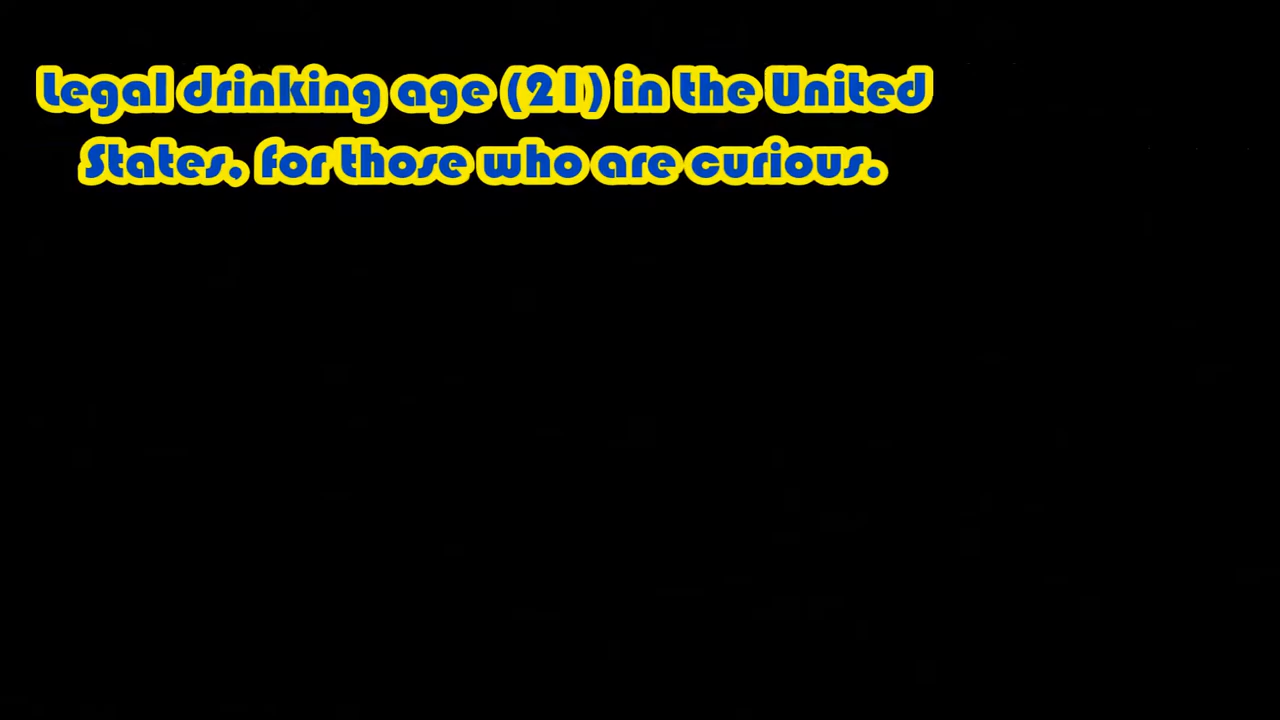 Legal drinking age (21) in the United
States, for those who are curious.